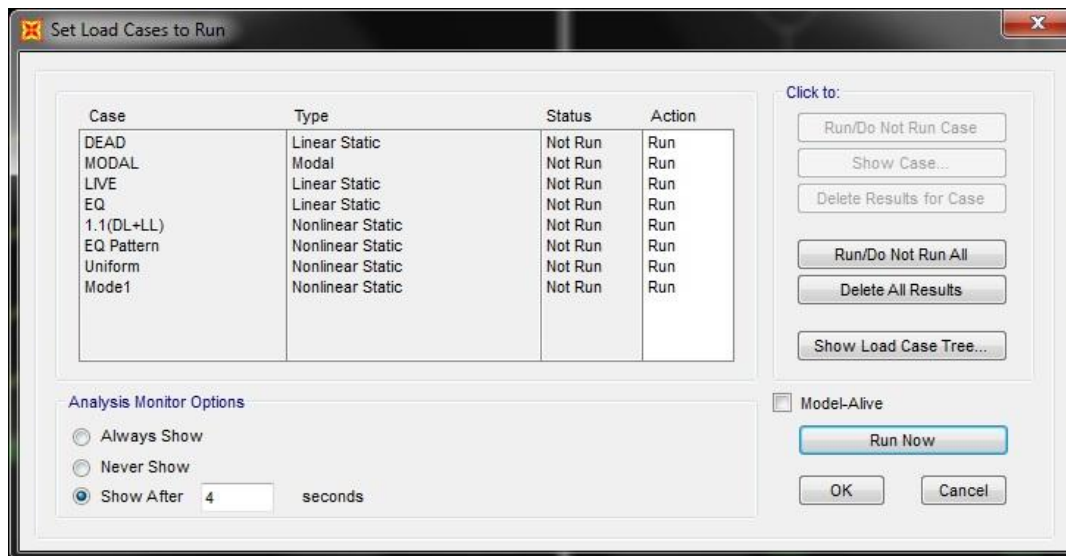 Set Load Cases to Run
X
Click to:
Case Type Status Action
DEAD Linear Static Not Run Run
MODAL Modal Not Run Run
LIVE Linear Static Not Run Run
EQ Linear Static Not Run Run
1.1(DL+LL) Nonlinear Static Not Run Run
EQ Pattern Nonlinear Static Not Run Run
Uniform Nonlinear Static Not Run Run
Mode1 Nonlinear Static Not Run Run
Run/Do Not Run Case
Show Case...
Delete Results for Case
Run/Do Not Run All
Delete All Results
Show Load Case Tree...
Analysis Monitor Options
Always Show
Never Show
Show After 4 seconds
Model-Alive
Run Now
OK Cancel